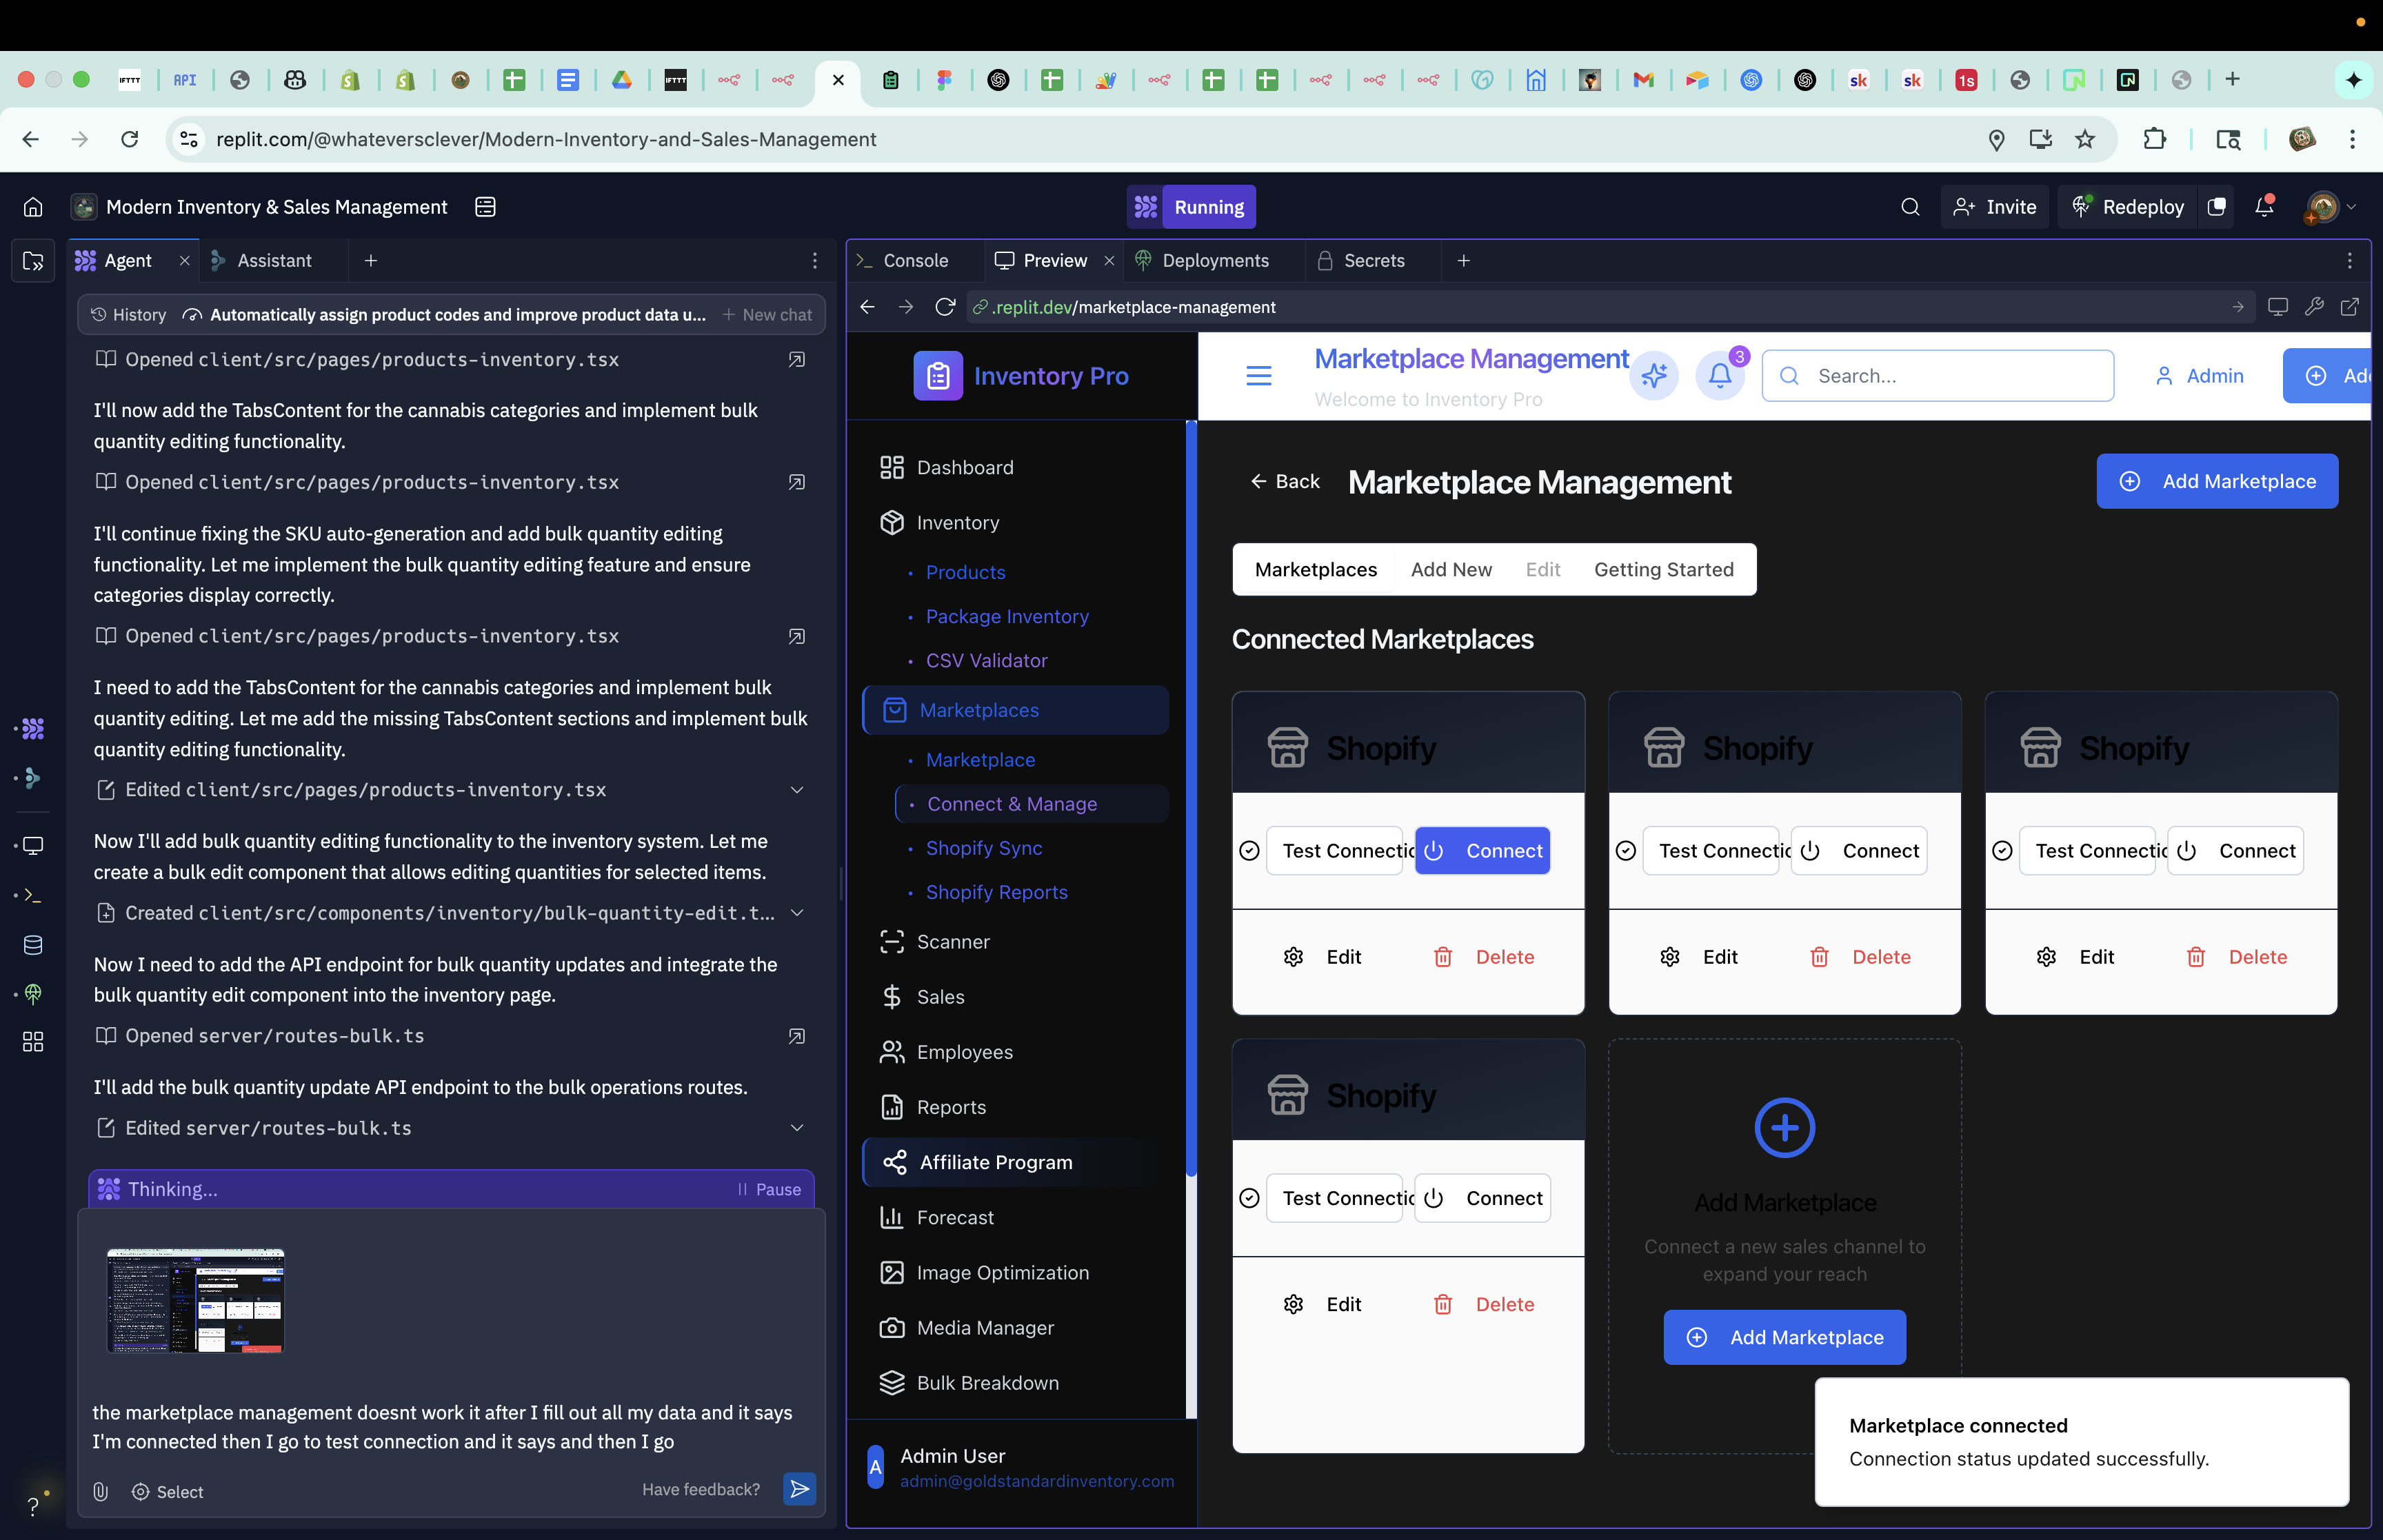 IFTTT
API
IFTTT
sk
sk
1s
replit.com/@whateversclever/Modern-Inventory-and-Sales-Management
Modern Inventory & Sales Management
Running
Invite
Redeploy
Agent
Assistant
Console
Preview
Deployments
Secrets
History
Automatically assign product codes and improve product data u...
New chat
.replit.dev/marketplace-management
Opened client/src/pages/products-inventory.tsx
I'll now add the TabsContent for the cannabis categories and implement bulk
quantity editing functionality.
Opened client/src/pages/products-inventory.tsx
I'll continue fixing the SKU auto-generation and add bulk quantity editing
functionality. Let me implement the bulk quantity editing feature and ensure
categories display correctly.
Opened client/src/pages/products-inventory.tsx
I need to add the TabsContent for the cannabis categories and implement bulk
quantity editing. Let me add the missing TabsContent sections and implement bulk
quantity editing functionality.
Edited client/src/pages/products-inventory.tsx
Now I'll add bulk quantity editing functionality to the inventory system. Let me
create a bulk edit component that allows editing quantities for selected items.
Created client/src/components/inventory/bulk-quantity-edit.t...
Now I need to add the API endpoint for bulk quantity updates and integrate the
bulk quantity edit component into the inventory page.
Opened server/routes-bulk.ts
I'll add the bulk quantity update API endpoint to the bulk operations routes.
Edited server/routes-bulk.ts
Thinking...
Pause
the marketplace management doesnt work it after I fill out all my data and it says
I'm connected then I go to test connection and it says and then I go
Select
Have feedback?
?
Inventory Pro
Dashboard
Inventory
Products
Package Inventory
CSV Validator
Marketplaces
Marketplace
Connect & Manage
Shopify Sync
Shopify Reports
Scanner
Sales
Employees
Reports
Affiliate Program
Forecast
Image Optimization
Media Manager
Bulk Breakdown
A
Admin User
admin@goldstandardinventory.com
Marketplace Management
Welcome to Inventory Pro
3
Search...
Admin
Add
Back
Marketplace Management
Add Marketplace
Marketplaces
Add New
Edit
Getting Started
Connected Marketplaces
Shopify
Test Connectic
Connect
Edit
Delete
Shopify
Test Connectic
Connect
Edit
Delete
Shopify
Test Connectic
Connect
Edit
Delete
Shopify
Test Connectic
Connect
Edit
Delete
Add Marketplace
Connect a new sales channel to
expand your reach
Add Marketplace
Marketplace connected
Connection status updated successfully.